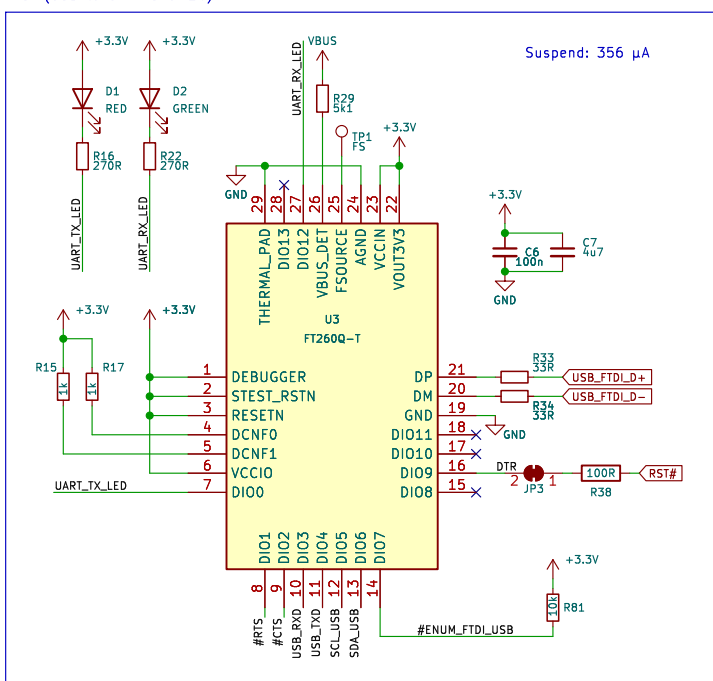 +3.3V
+3.3V
VBUS
Suspend: 356 µA
D1
RED
D2
GREEN
UART_RX_LED
R29
5k1
TP1
FS
+3.3V
R16
270R
R22
270R
GND
UART_TX_LED
UART_RX_LED
29
28
27
26
25
24
23
22
THERMAL_PAD
DIO13
DIO12
VBUS_DET
FSOURCE
AGND
VCCIN
VOUT3V3
+3.3V
C6
100n
C7
4u7
GND
+3.3V
+3.3V
U3
FT260Q-T
R15
1k
1k
R17
1
DEBUGGER
2
STEST_RSTN
3
RESETN
4
DCNF0
5
DCNF1
6
VCCIO
7
DIO0
UART_TX_LED
DP
21
R33
33R
USB_FTDI_D+
DM
20
R34
33R
USB_FTDI_D-
GND
19
GND
DIO11
18
DIO10
17
DIO9
16
DTR
2
JP3
1
100R
R38
RST#
DIO8
15
DIO1
DIO2
DIO3
DIO4
DIO5
DIO6
DIO7
8
9
10
11
12
13
14
#RTS
#CTS
USB_RXD
USB_TXD
SCL_USB
SDA_USB
#ENUM_FTDI_USB
+3.3V
10k
R81